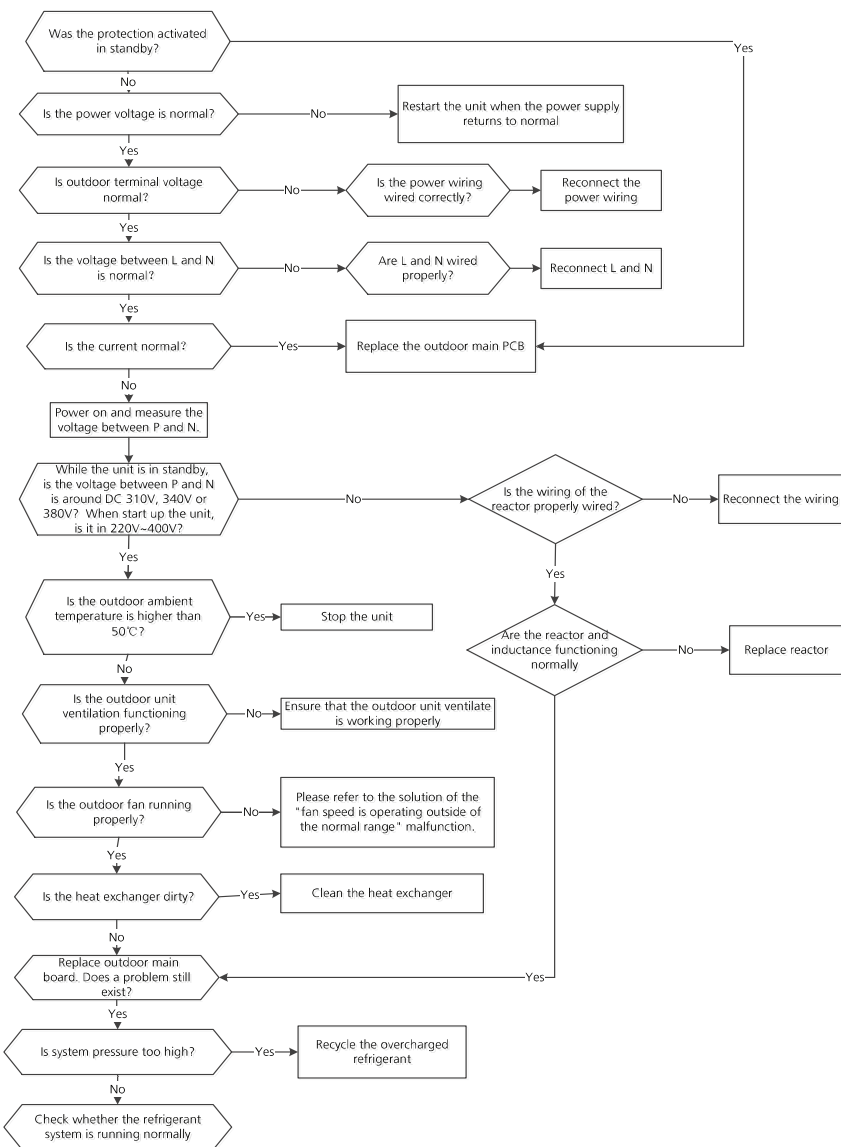 Was the protection activated
in standby?
Yes
No
Is the power voltage is normal?
No
Restart the unit when the power supply
returns to normal
Yes
Is outdoor terminal voltage
normal?
No
Is the power wiring
wired correctly?
Reconnect the
power wiring
Yes
Is the voltage between L and N
is normal?
No
Are L and N wired
properly?
Reconnect L and N
Yes
Is the current normal?
Yes
Replace the outdoor main PCB
No
Power on and measure the
voltage between P and N.
While the unit is in standby,
is the voltage between P and N
is around DC 310V, 340V or
380V? When start up the unit,
is it in 220V~400V?
No
Is the wiring of the
reactor properly wired?
No
Reconnect the wiring
Yes
Yes
Is the outdoor ambient
temperature is higher than
50℃?
Yes
Stop the unit
Are the reactor and
inductance functioning
normally
No
Replace reactor
No
Is the outdoor unit
ventilation functioning
properly?
No
Ensure that the outdoor unit ventilate
is working properly
Yes
Is the outdoor fan running
properly?
No
Please refer to the solution of the
"fan speed is operating outside of
the normal range" malfunction.
Yes
Is the heat exchanger dirty?
Yes
Clean the heat exchanger
No
Replace outdoor main
board. Does a problem still
exist?
Yes
Yes
Is system pressure too high?
Yes
Recycle the overcharged
refrigerant
No
Check whether the refrigerant
system is running normally